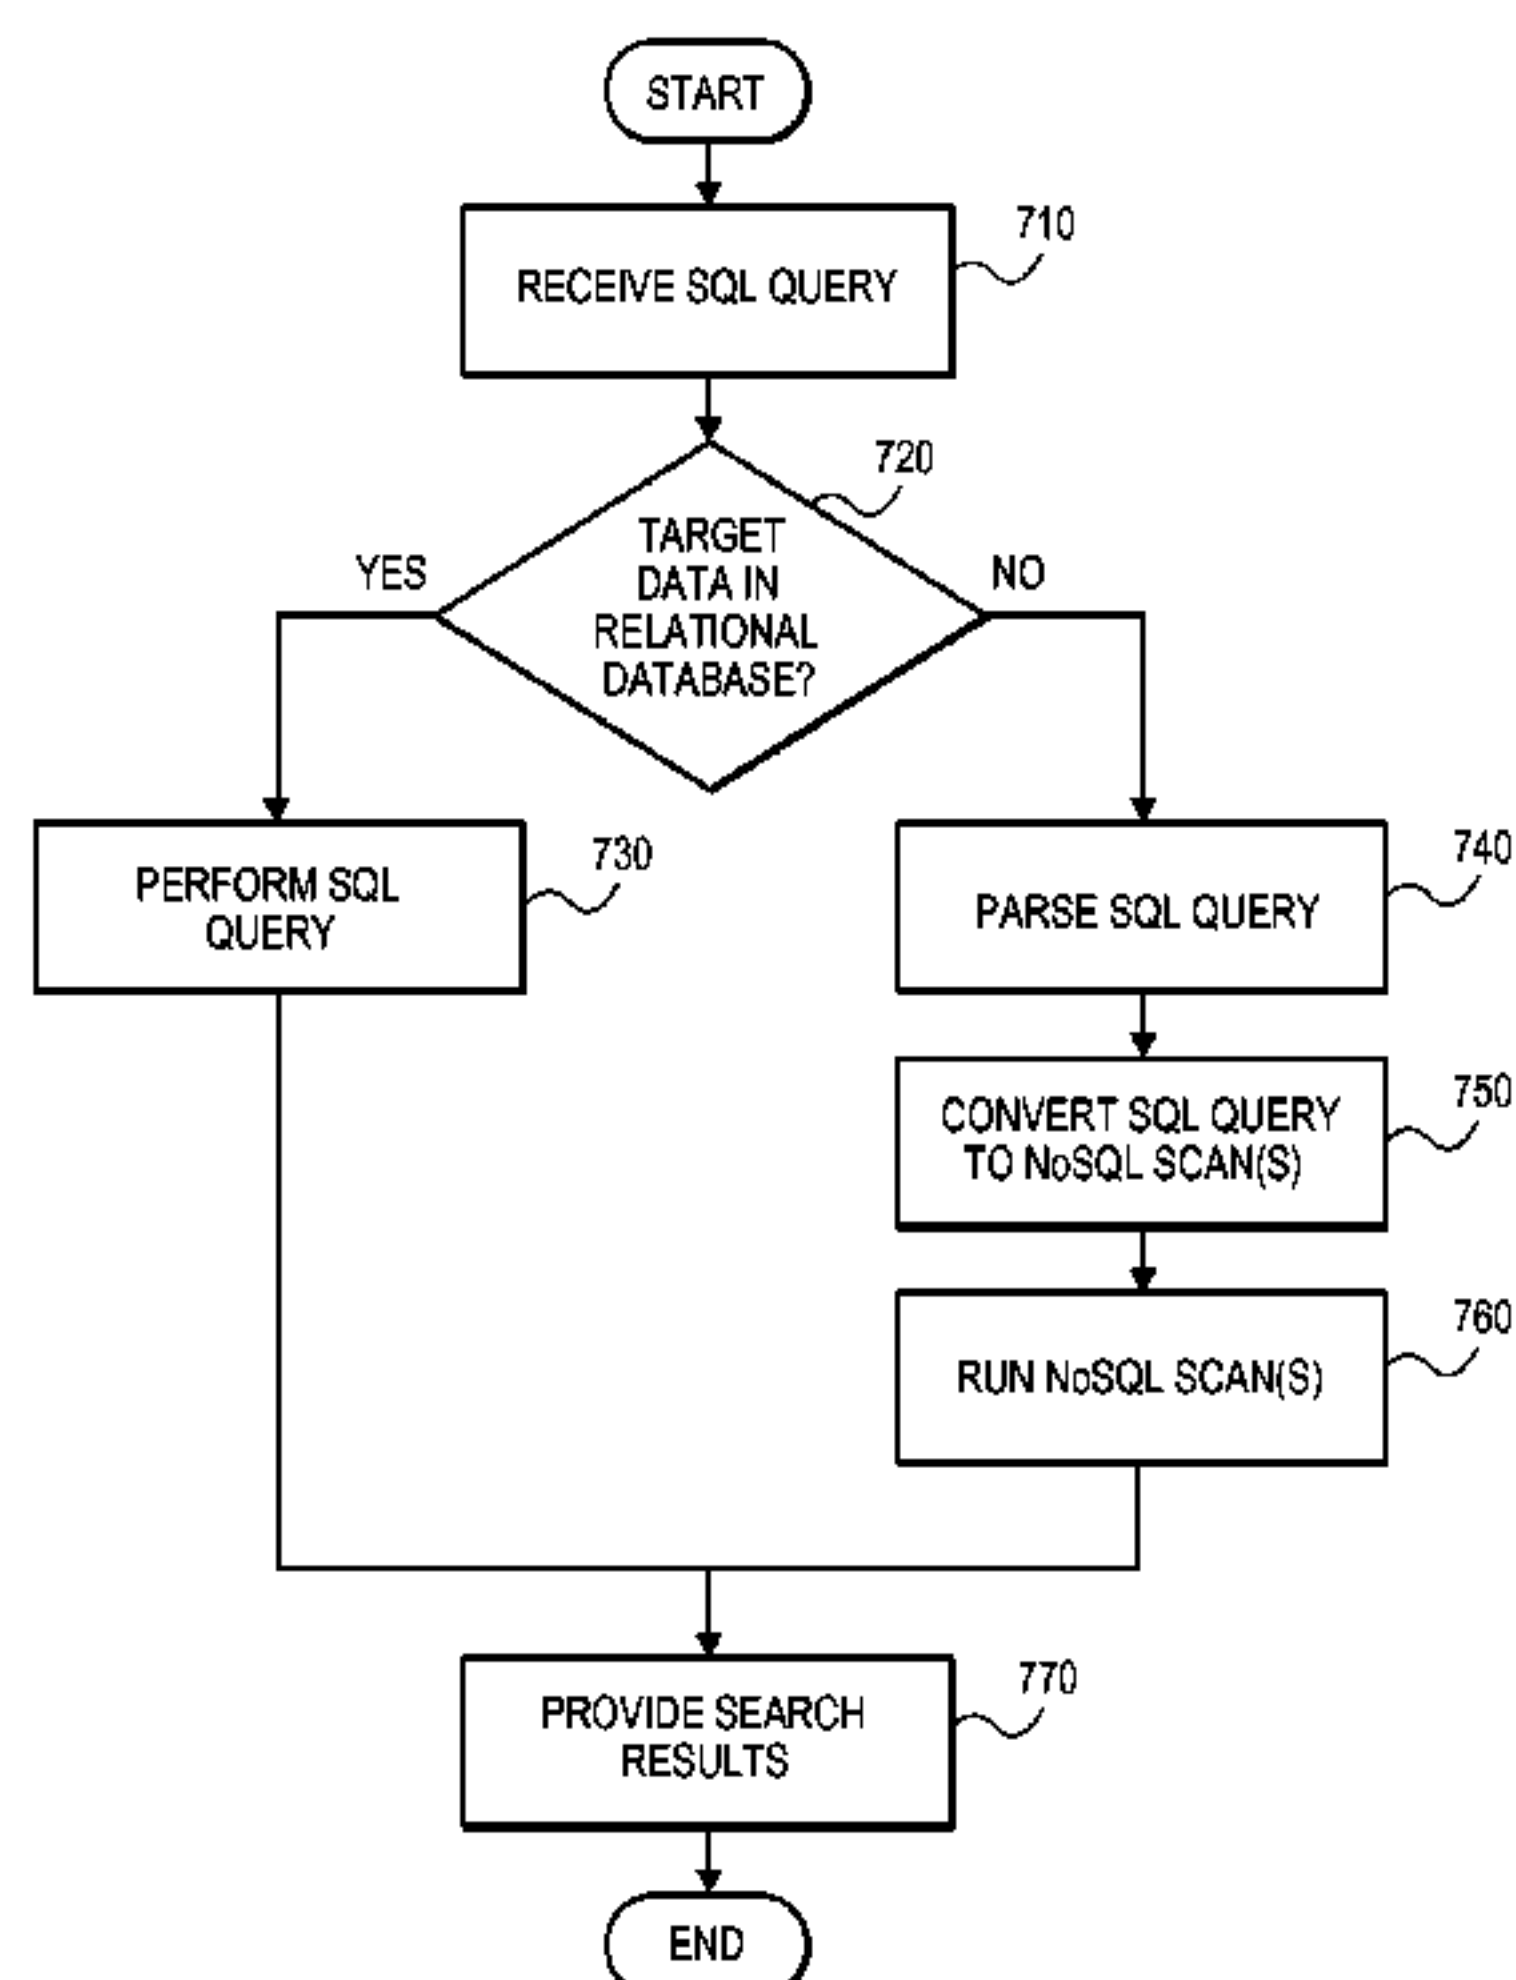 START
RECEIVE SQL QUERY
710
720
TARGET
DATA IN
RELATIONAL
DATABASE?
YES
NO
PERFORM SQL
QUERY
730
PARSE SQL QUERY
740
CONVERT SQL QUERY
TO NoSQL SCAN(S)
750
RUN NoSQL SCAN(S)
760
PROVIDE SEARCH
RESULTS
770
END